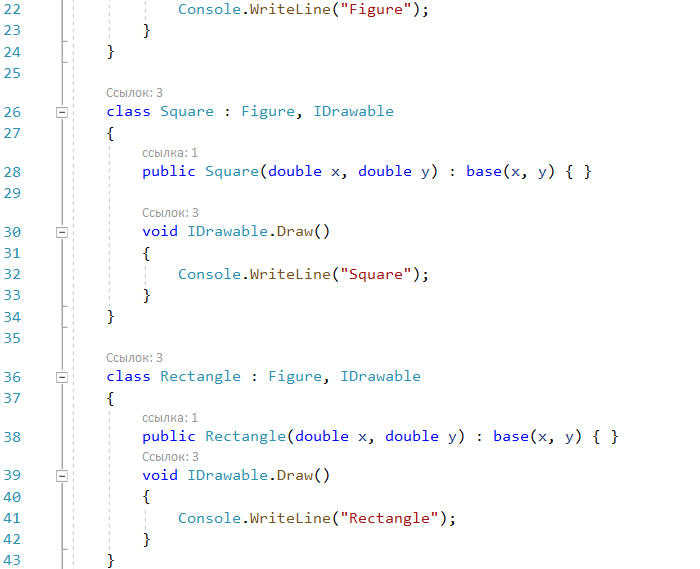 22 Console.WriteLine("Figure");
23 }
24 }
25
Ссылок: 3
26 class Square : Figure, IDrawable
27 {
ссылка: 1
28 public Square(double x, double y) : base(x, y) { }
29
Ссылок: 3
30 void IDrawable.Draw()
31 {
32 Console.WriteLine("Square");
33 }
34 }
35
Ссылок: 3
36 class Rectangle : Figure, IDrawable
37 {
ссылка: 1
38 public Rectangle(double x, double y) : base(x, y) { }
Ссылок: 3
39 void IDrawable.Draw()
40 {
41 Console.WriteLine("Rectangle");
42 }
43 }